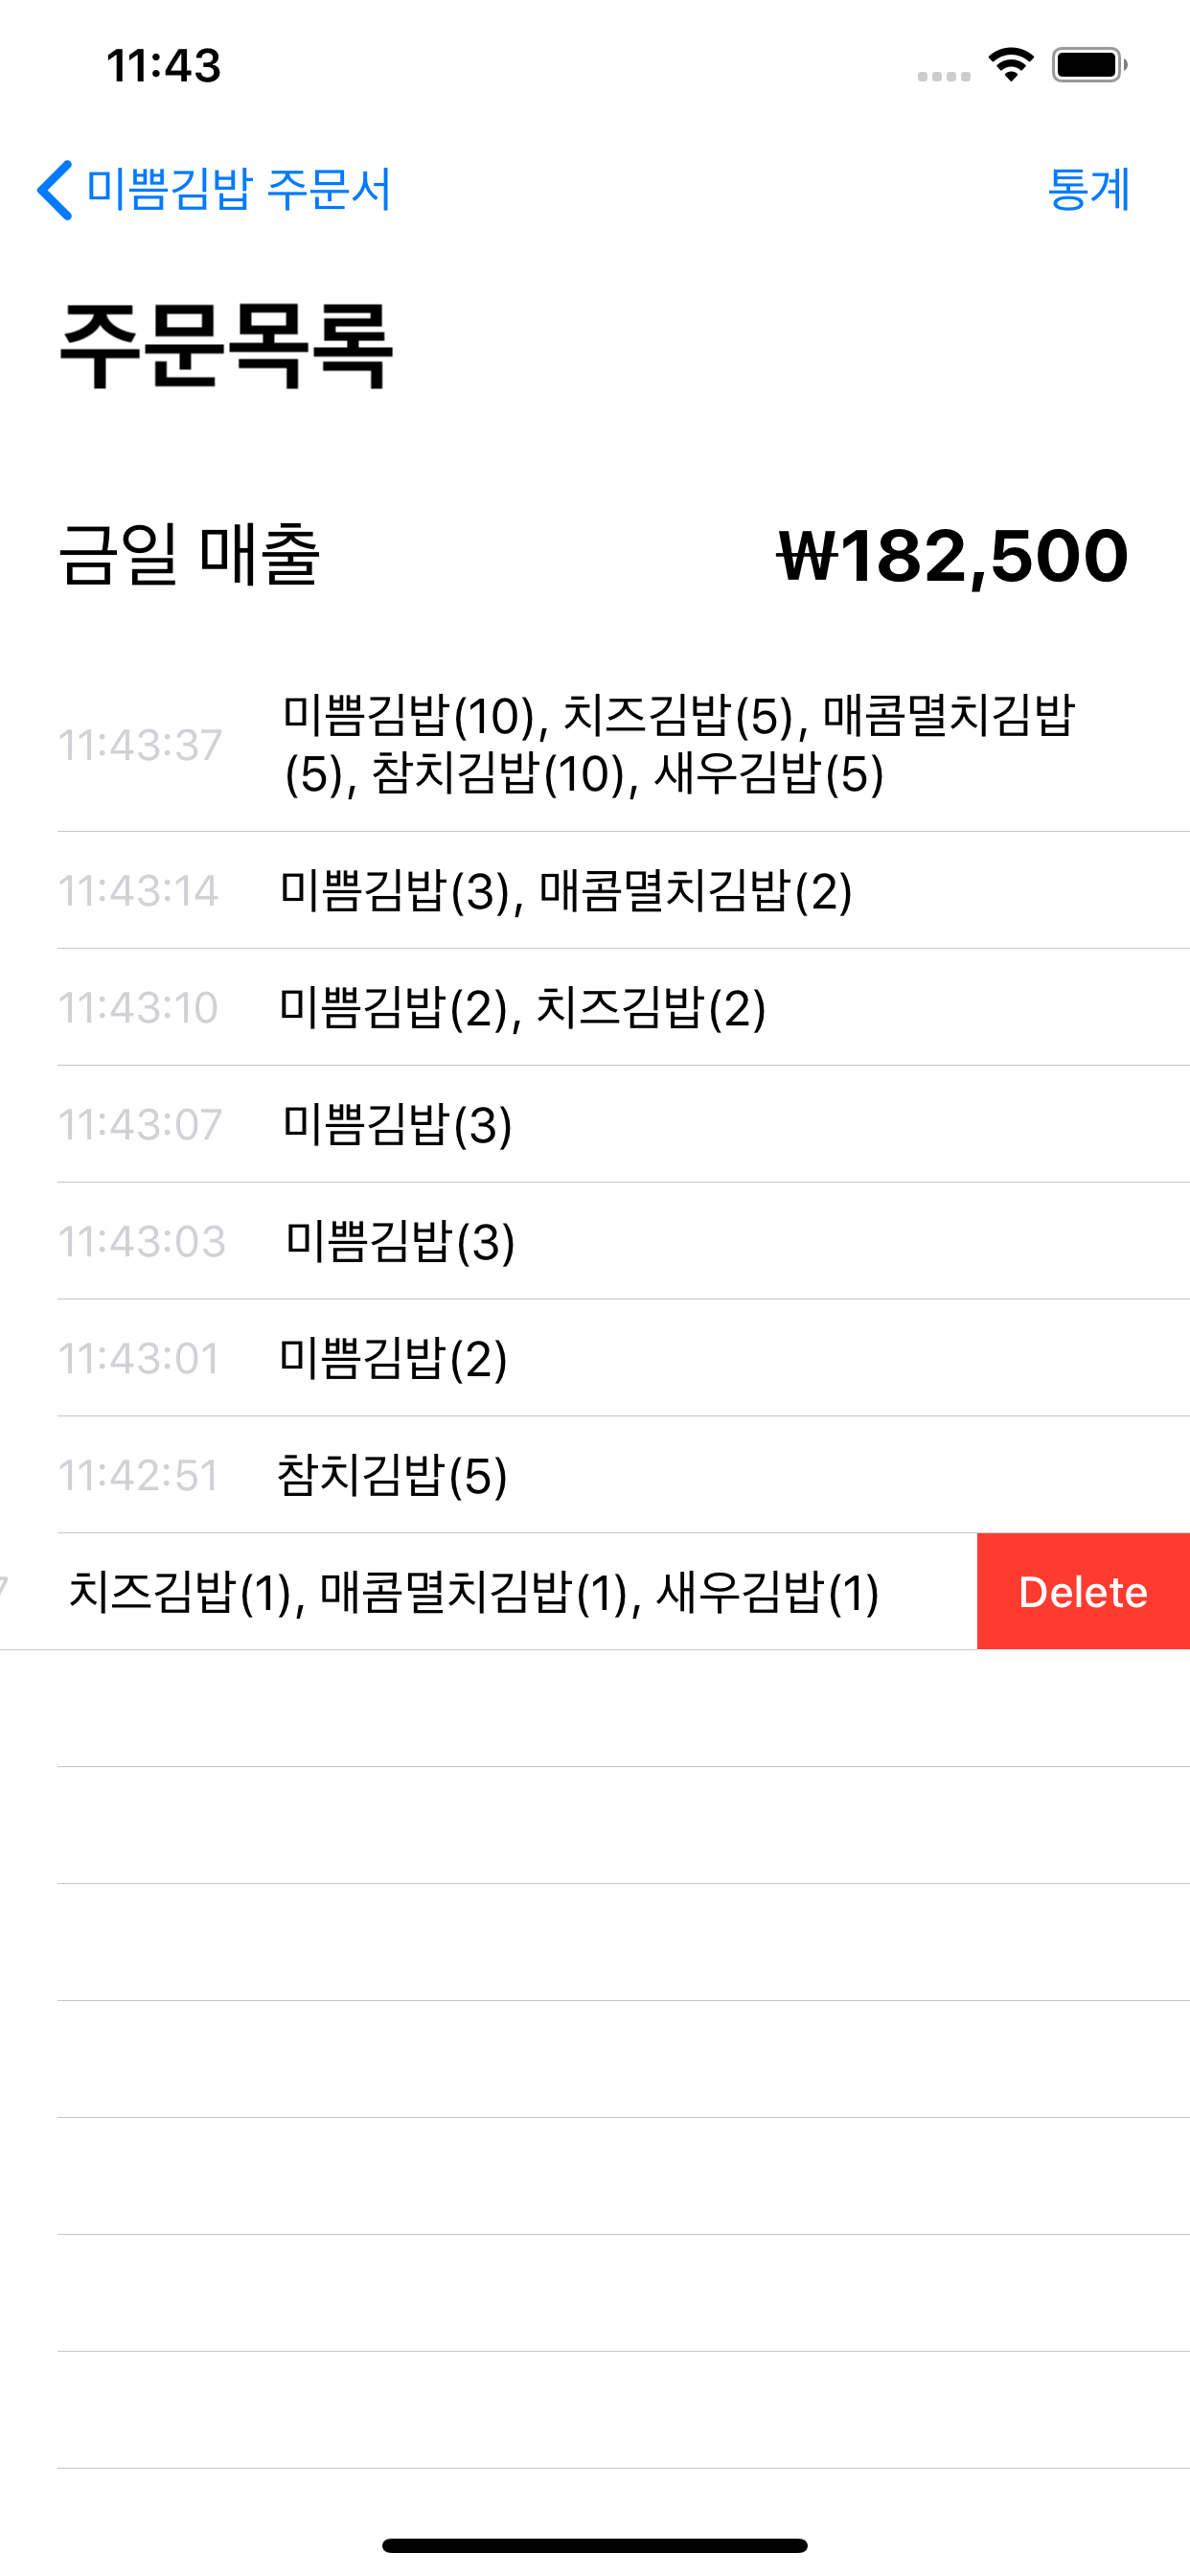 11:43
미쁨김밥 주문서
통계
주문목록
금일 매출
₩182,500
11:43:37
미쁨김밥(10), 치즈김밥(5), 매콤멸치김밥
(5), 참치김밥(10), 새우김밥(5)
11:43:14
미쁨김밥(3), 매콤멸치김밥(2)
11:43:10
미쁨김밥(2), 치즈김밥(2)
11:43:07
미쁨김밥(3)
11:43:03
미쁨김밥(3)
11:43:01
미쁨김밥(2)
11:42:51
참치김밥(5)
치즈김밥(1), 매콤멸치김밥(1), 새우김밥(1)
Delete